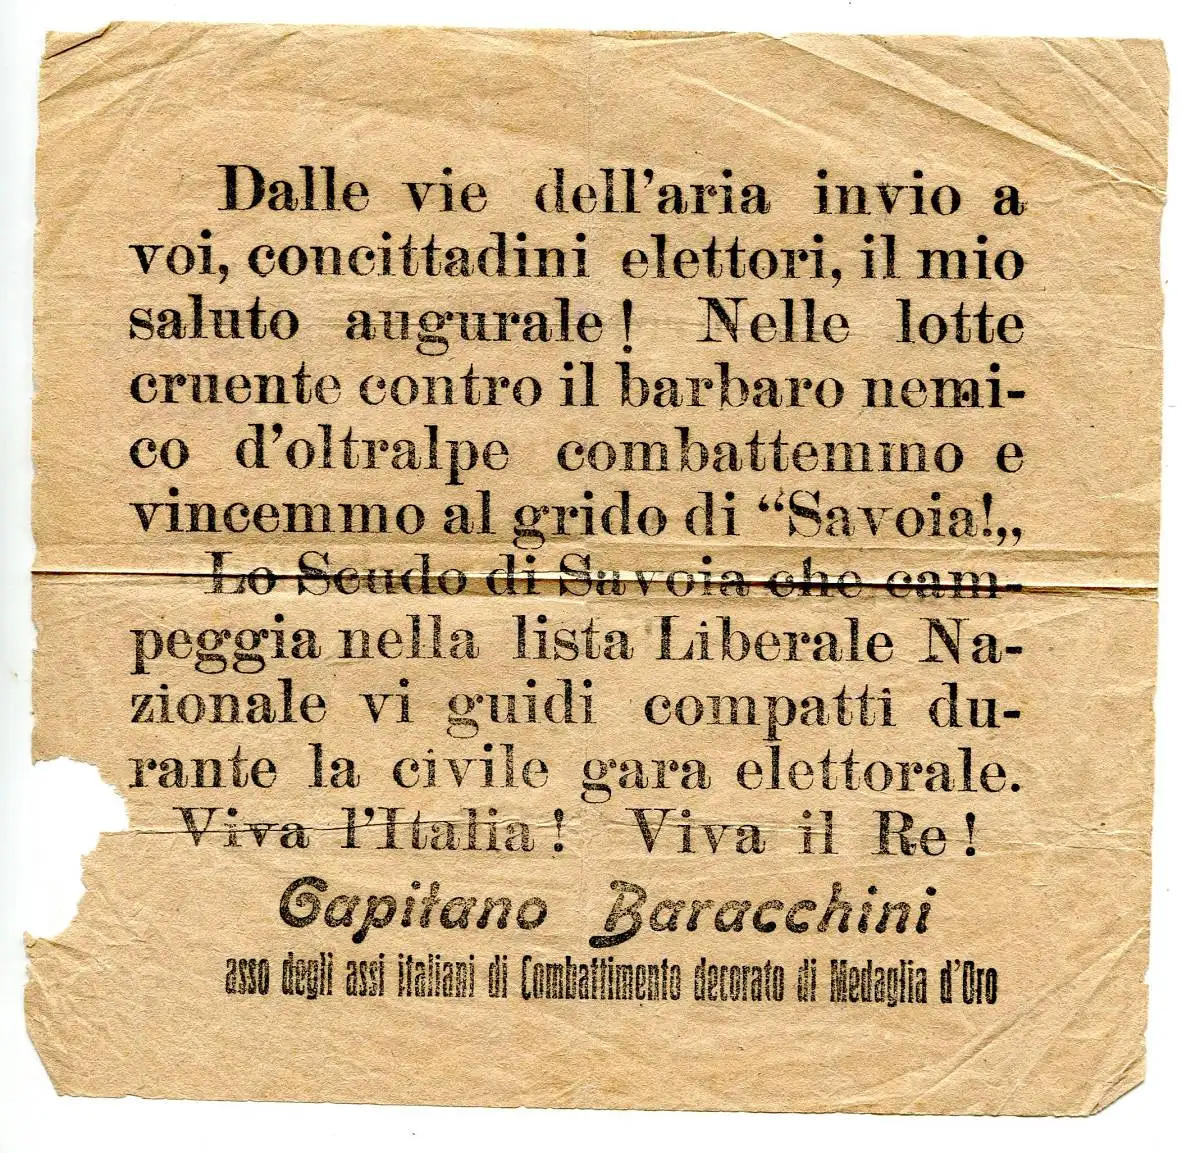 Dalle vie dell'aria invio a
voi, concittadini elettori, il mio
saluto augurale! Nelle lotte
cruente contro il barbaro nemi-
co d'oltralpe combattemmo e
vincemmo al grido di “Savoia!„
Lo Scudo di Savoia che cam-
peggia nella lista Liberale Na-
zionale vi guidi compatti du-
rante la civile gara elettorale.
Viva l'Italia! Viva il Re!
Capitano Baracchini
asso degli assi italiani di Combattimento decorato di Medaglia d'Oro